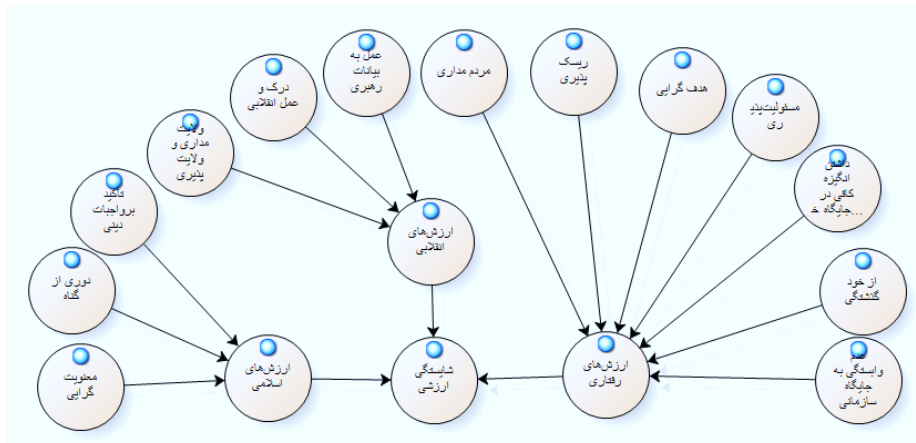 عمل به
بیانات
رهبری
مردم مداری
ریسک
پذیری
هدف گرایی
مسئولیت‌پذیر
ی
داشتن
انگیزه
کافی در
جایگاه خ...
از خود
گذشتگی
عدم
وابستگی به
جایگاه
سازمانی
درک و
عمل انقلابی
ولایت
مداری و
ولایت
پذیری
تاکید
برواجبات
دینی
دوری از
گناه
معنویت
گرایی
ارزش‌های
انقلابی
ارزش‌های
اسلامی
شایستگی
ارزشی
ارزش‌های
رفتاری